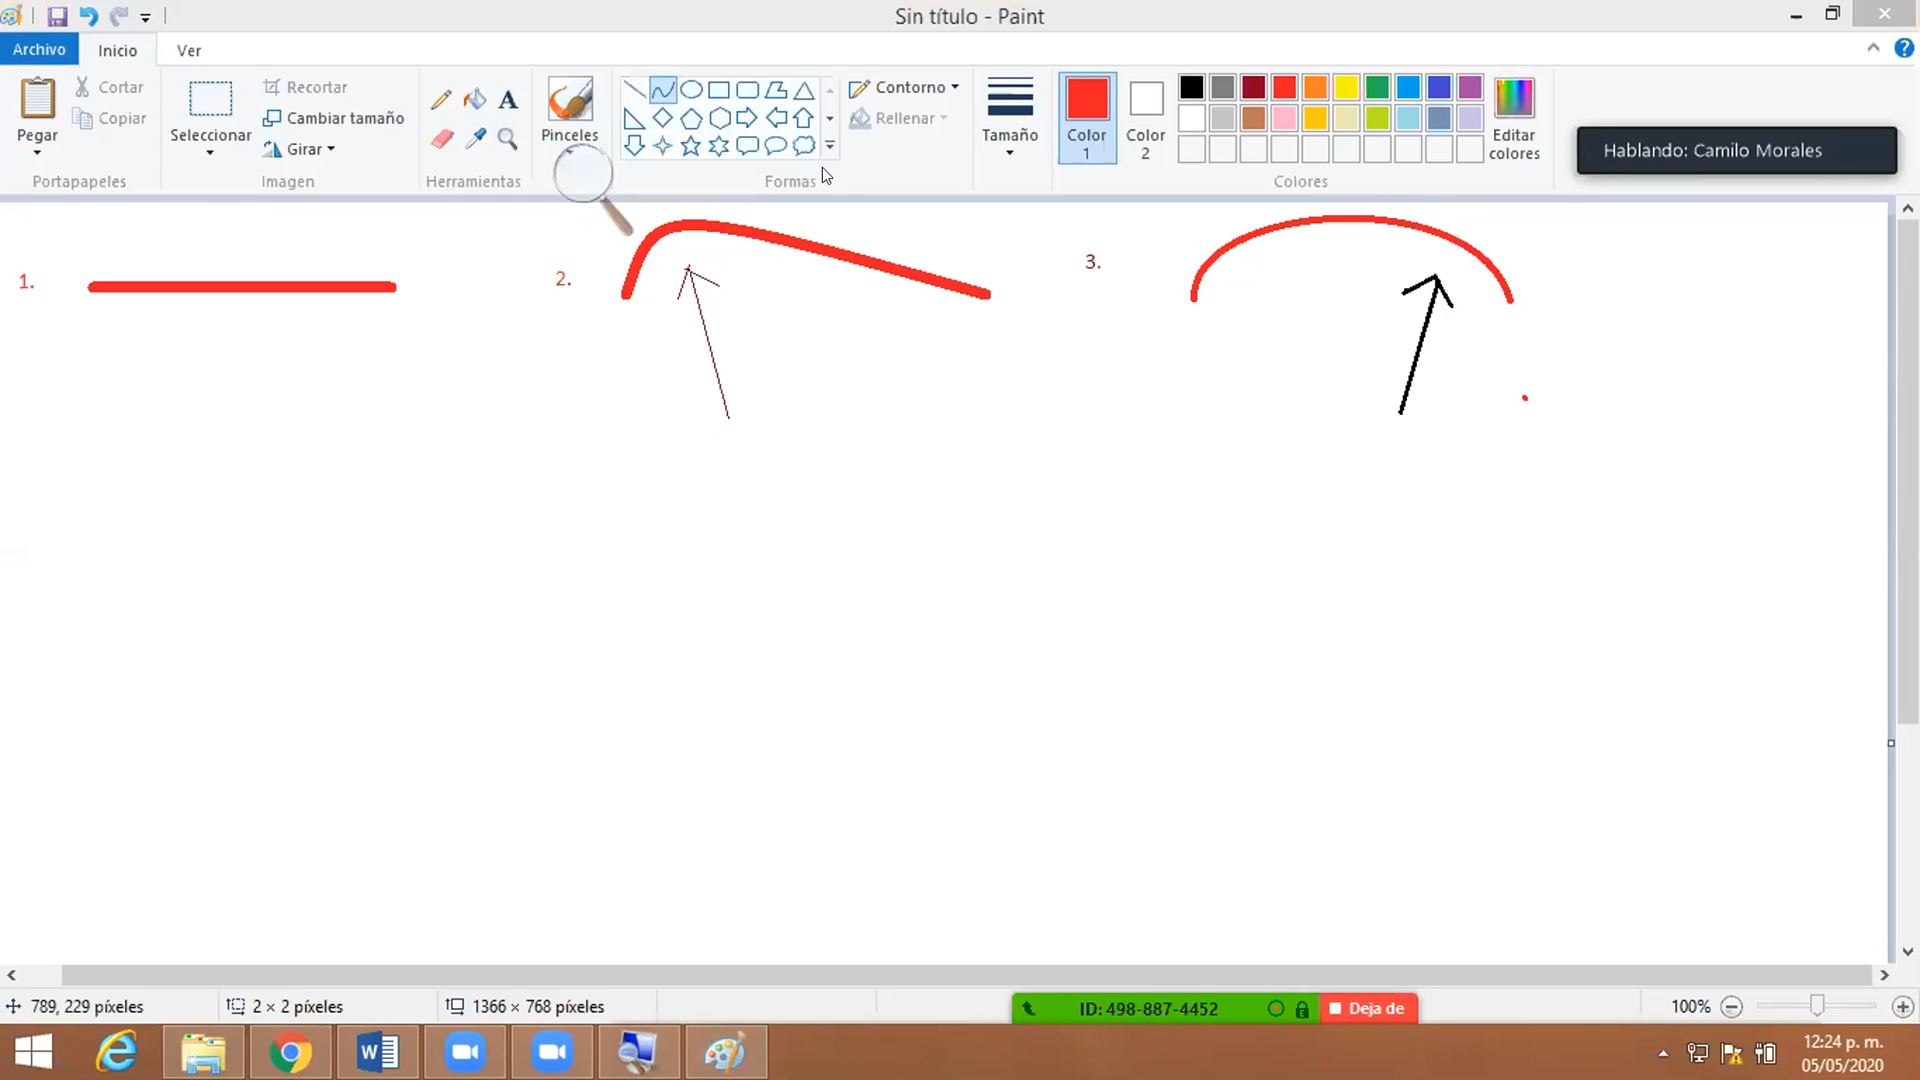 Sin título - Paint
Archivo
Inicio
Ver
Pegar
Cortar
Copiar
Portapapeles
Seleccionar
Recortar
Cambiar tamaño
Girar
Imagen
A
Herramientas
Pinceles
Formas
Contorno
Rellenar
Tamaño
Color
1
Color
2
Editar
colores
Colores
Hablando: Camilo Morales
1.
2.
3.
789, 229 píxeles
2 × 2 píxeles
1366 × 768 píxeles
ID: 498-887-4452
Deja de
100%
12:24 p. m.
05/05/2020